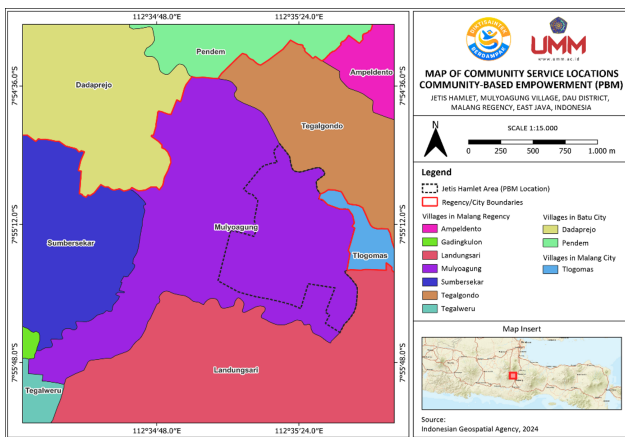 112°34'48.0"E
112°35'24.0"E
7°54'36.0"S
7°55'12.0"S
7°55'48.0"S
Pendem
Ampeldento
Dadaprejo
Tegalgondo
Mulyoagung
Sumbersekar
Tlogomas
Landungsari
Tegalweru
7°54'36.0"S
7°55'12.0"S
7°55'48.0"S
112°34'48.0"E
112°35'24.0"E
DIKTISAINTEK
BERDAMPAK
UMM
www.umm.ac.id
MAP OF COMMUNITY SERVICE LOCATIONS
COMMUNITY-BASED EMPOWERMENT (PBM)
JETIS HAMLET, MULYOAGUNG VILLAGE, DAU DISTRICT,
MALANG REGENCY, EAST JAVA, INDONESIA
N
SCALE 1:15.000
0 250 500 750 1.000 m
Legend
Jetis Hamlet Area (PBM Location)
Regency/City Boundaries
Villages in Malang Regency
Ampeldento
Gadingkulon
Landungsari
Mulyoagung
Sumbersekar
Tegalgondo
Tegalweru
Villages in Batu City
Dadaprejo
Pendem
Villages in Malang City
Tlogomas
Map Insert
Source:
Indonesian Geospatial Agency, 2024